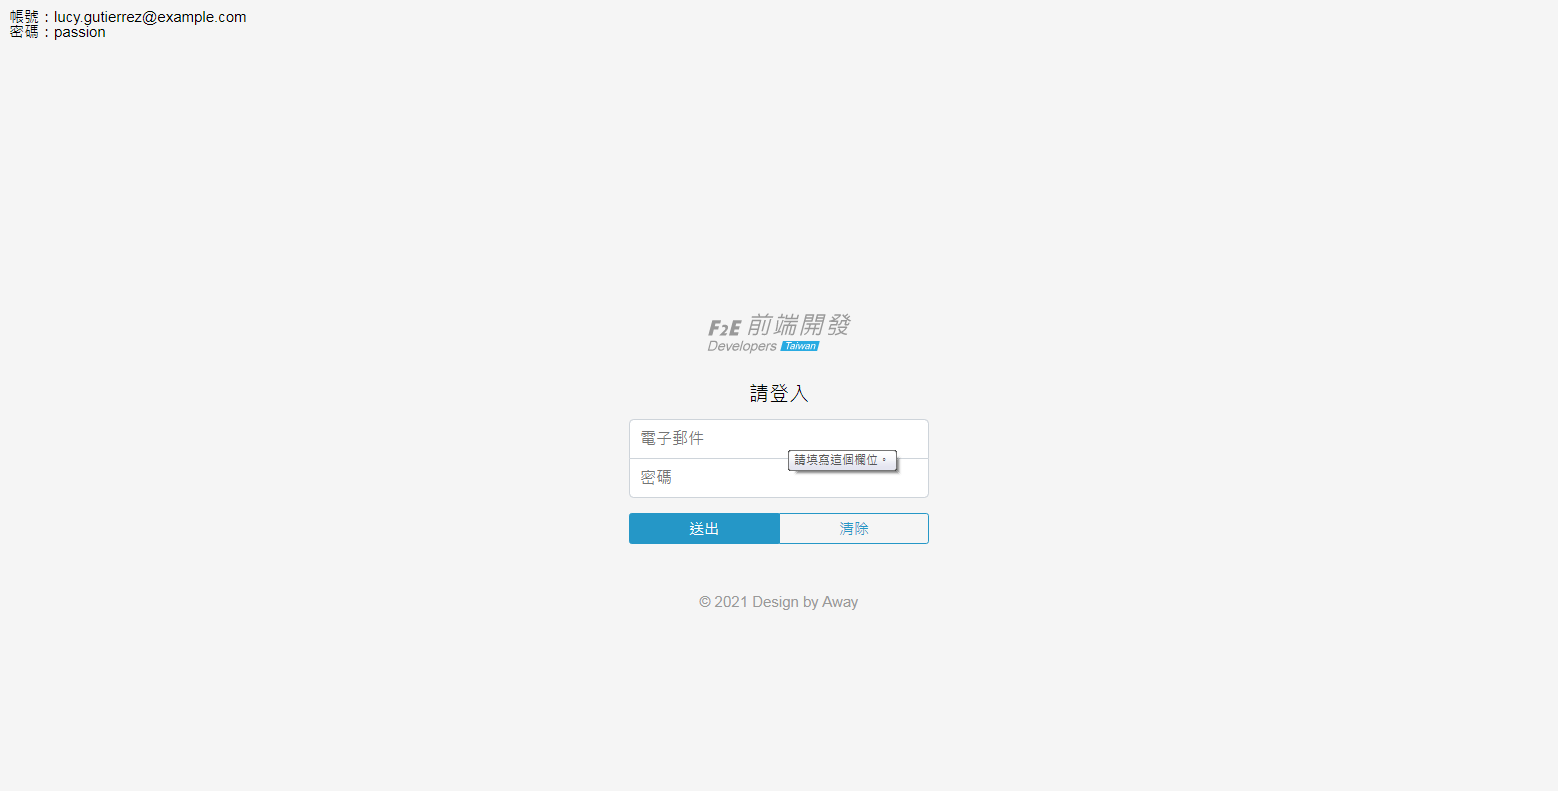 帳號：lucy.gutierrez@example.com
密碼：passion
F2E 前端開發
Developers Taiwan
請登入
電子郵件
請填寫這個欄位。
密碼
送出 清除
© 2021 Design by Away